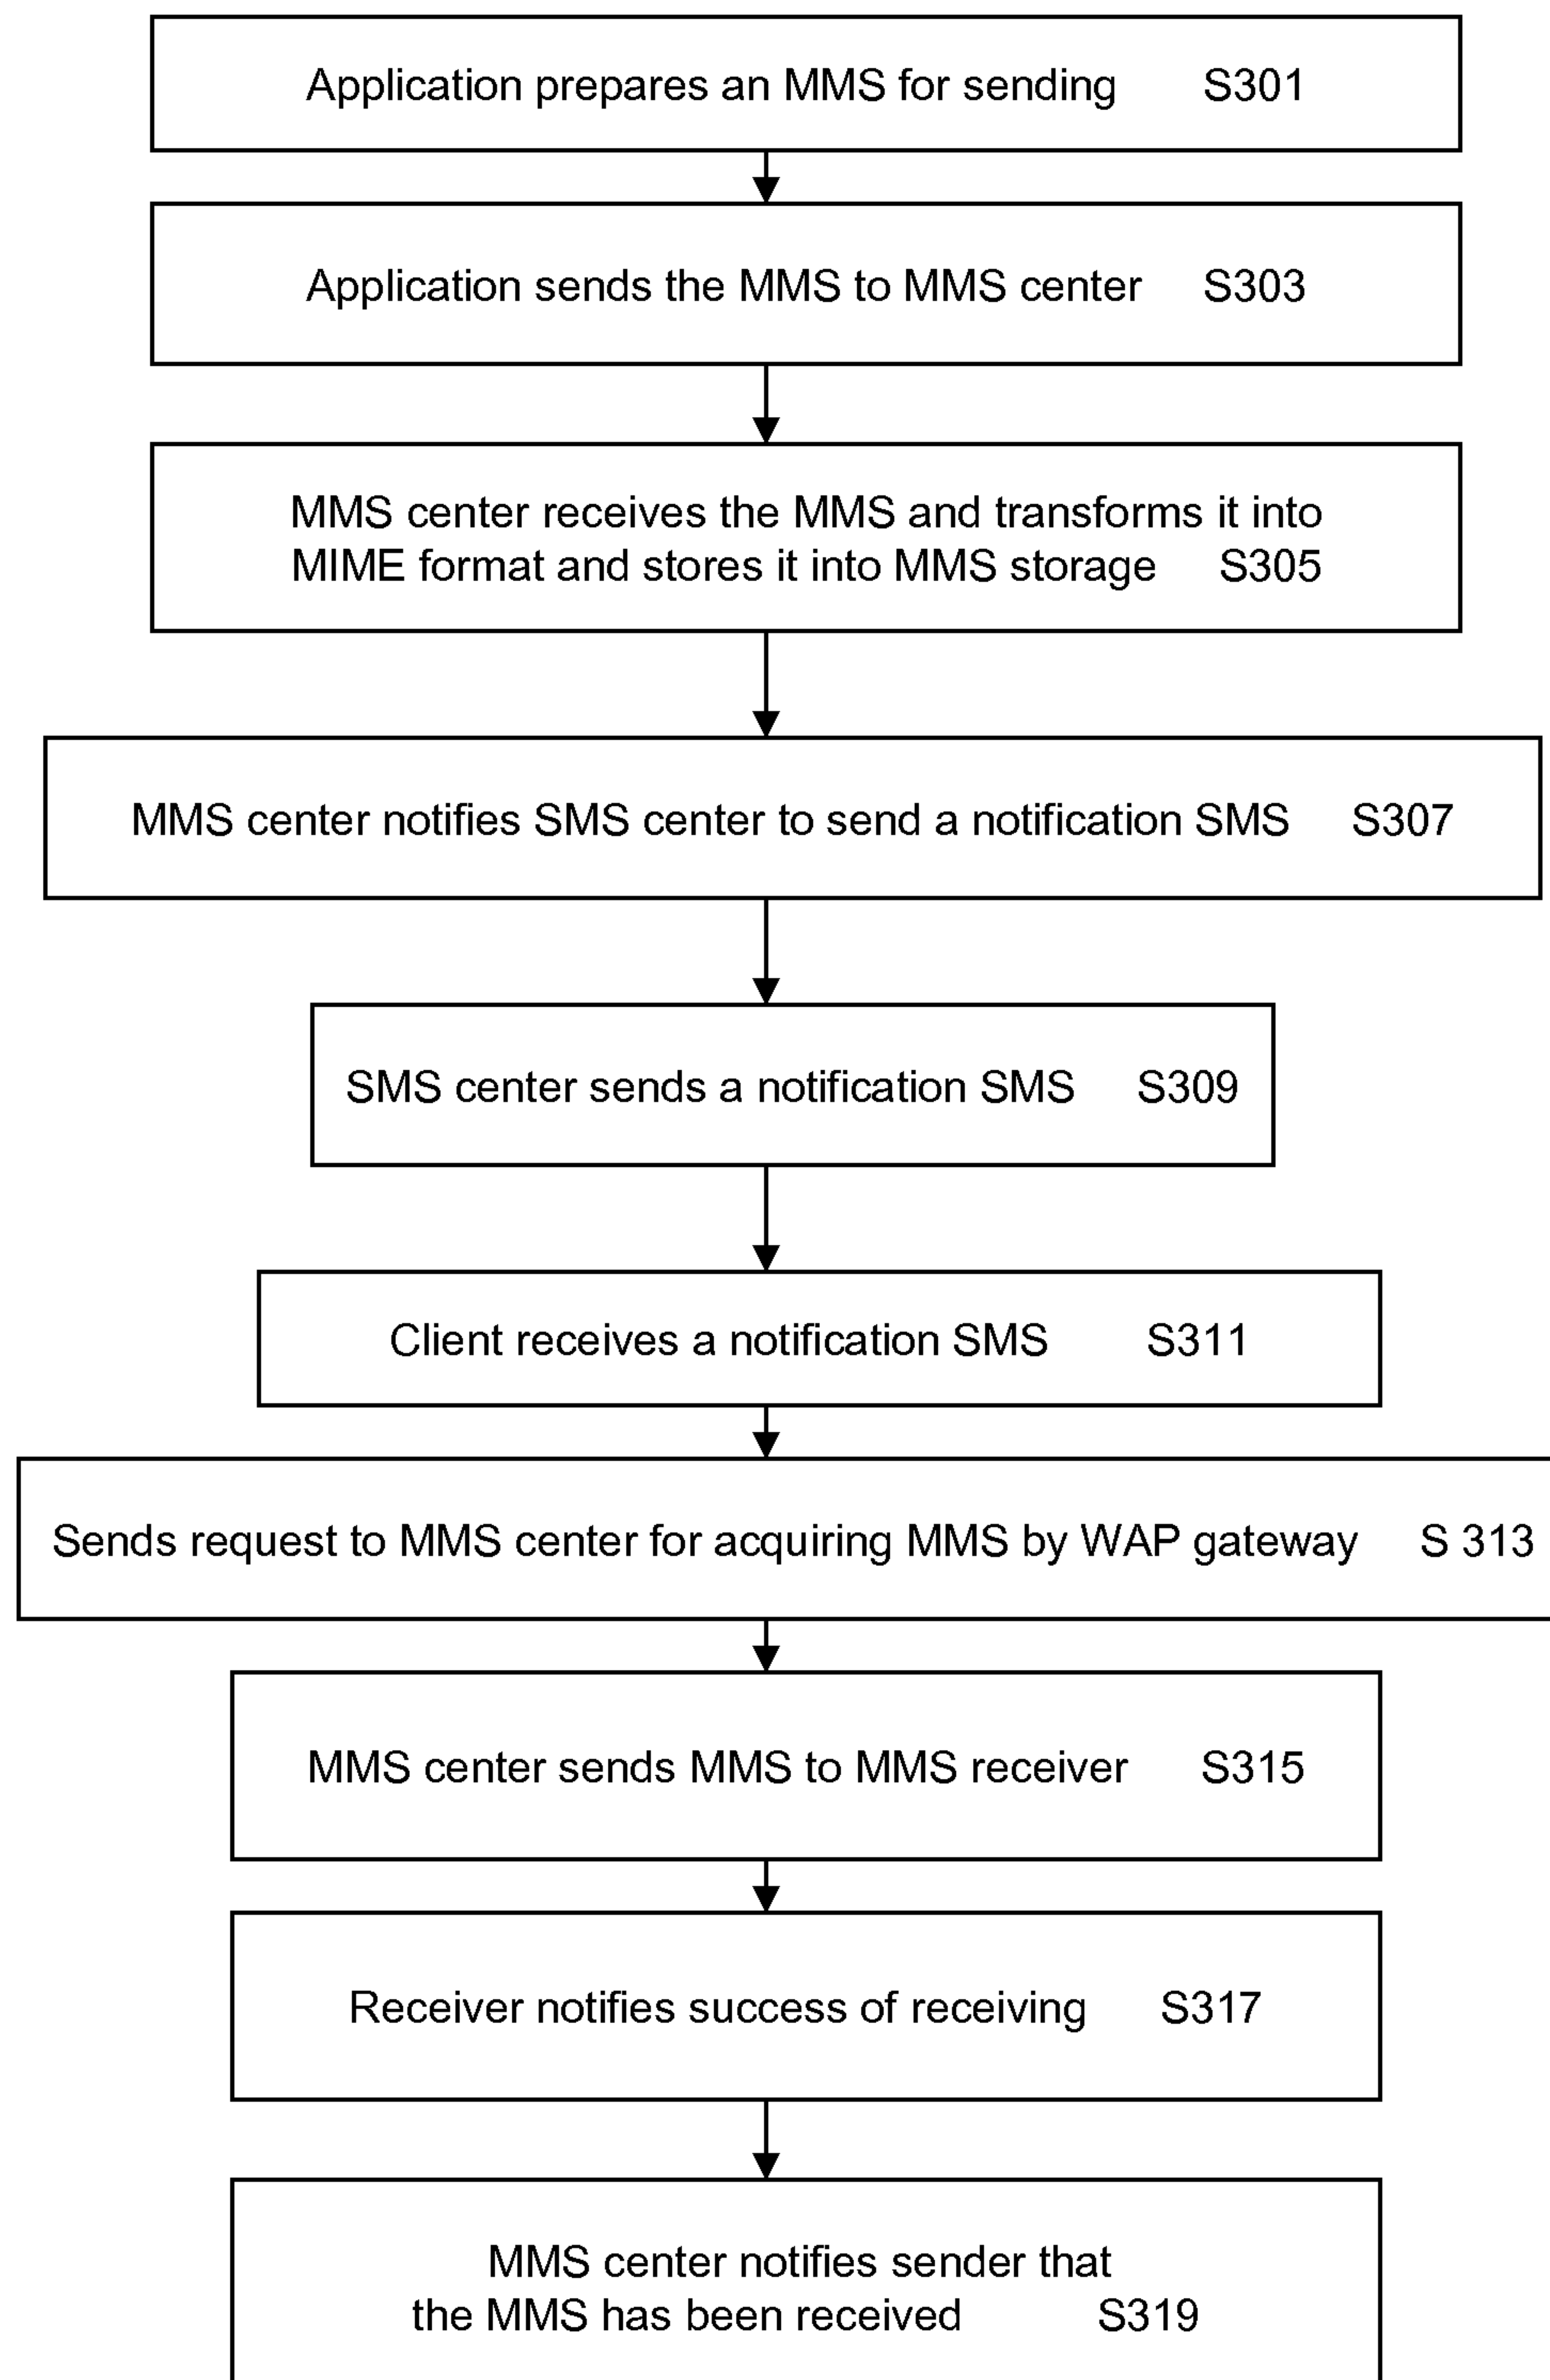 Application prepares an MMS for sending S301
Application sends the MMS to MMS center S303
MMS center receives the MMS and transforms it into
MIME format and stores it into MMS storage S305
MMS center notifies SMS center to send a notification SMS S307
SMS center sends a notification SMS S309
Client receives a notification SMS S311
Sends request to MMS center for acquiring MMS by WAP gateway S 313
MMS center sends MMS to MMS receiver S315
Receiver notifies success of receiving S317
MMS center notifies sender that
the MMS has been received S319